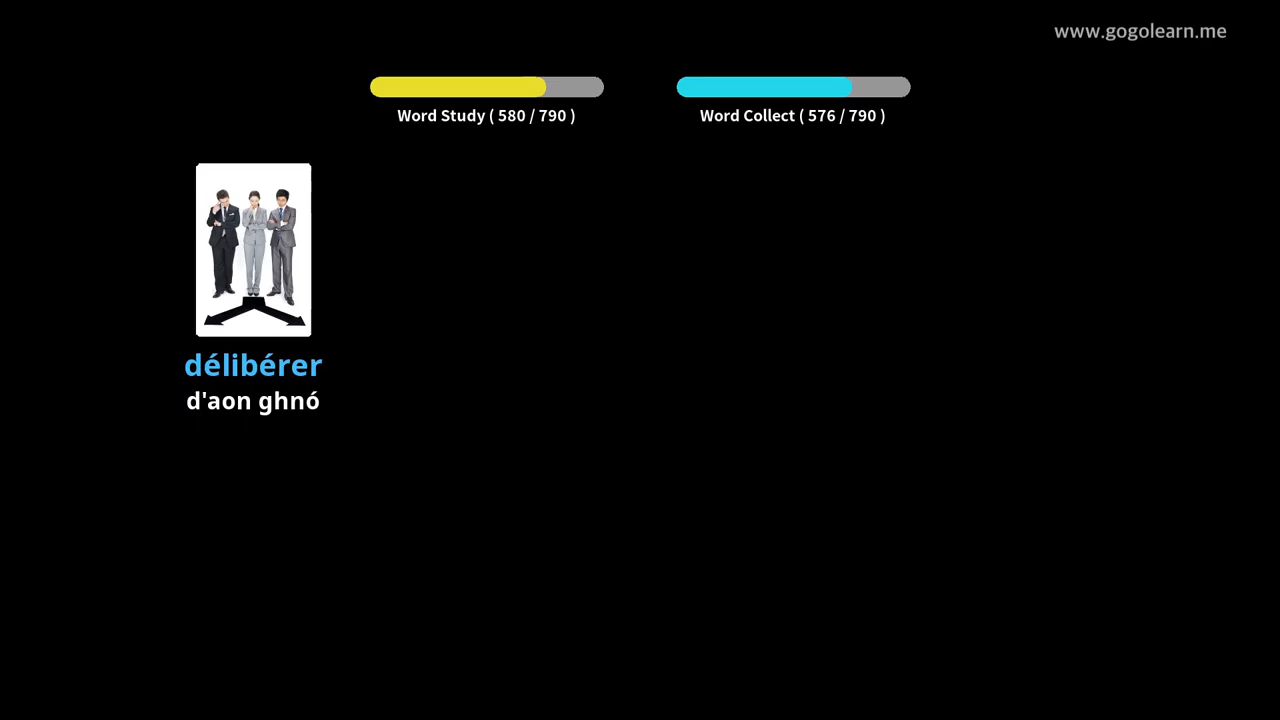 www.gogolearn.me
Word Study ( 580 / 790 )
Word Collect ( 576 / 790 )
délibérer
d'aon ghnó